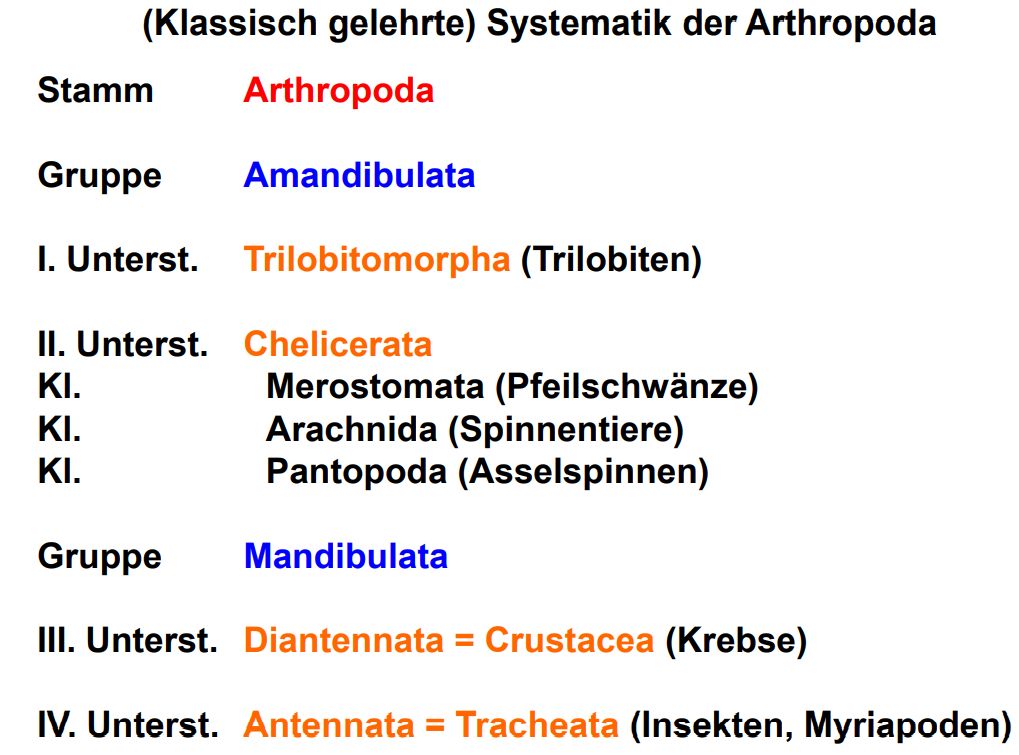 (Klassisch gelehrte) Systematik der Arthropoda
Stamm Arthropoda
Gruppe Amandibulata
I. Unterst. Trilobitomorpha (Trilobiten)
II. Unterst. Chelicerata
Kl. Merostomata (Pfeilschwänze)
Kl. Arachnida (Spinnentiere)
Kl. Pantopoda (Asselspinnen)
Gruppe Mandibulata
III. Unterst. Diantennata = Crustacea (Krebse)
IV. Unterst. Antennata = Tracheata (Insekten, Myriapoden)